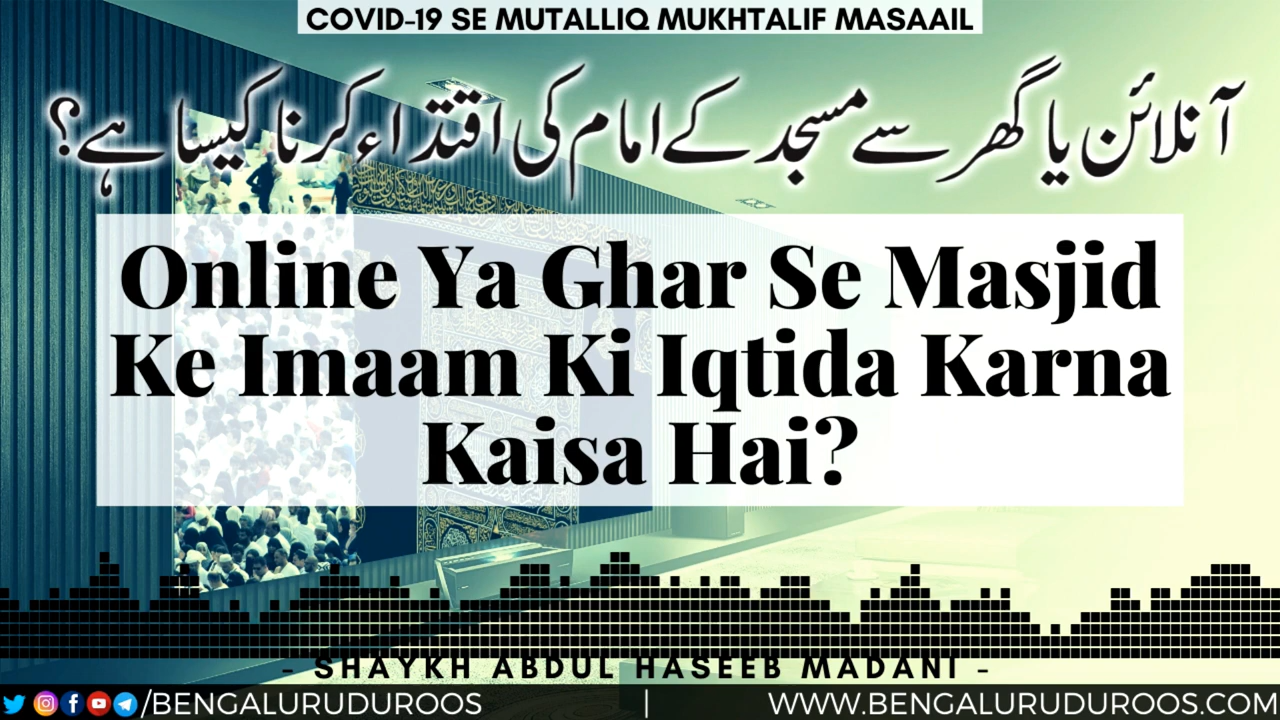 COVID-19 SE MUTALLIQ MUKHTALIF MASAAIL
آنلائن یا گھر سے مسجد کے امام کی اقتداء کرنا کیسا ہے؟
Online Ya Ghar Se Masjid
Ke Imaam Ki Iqtida Karna
Kaisa Hai?
- SHAYKH ABDUL HASEEB MADANI -
/BENGALURUDUROOS | WWW.BENGALURUDUROOS.COM